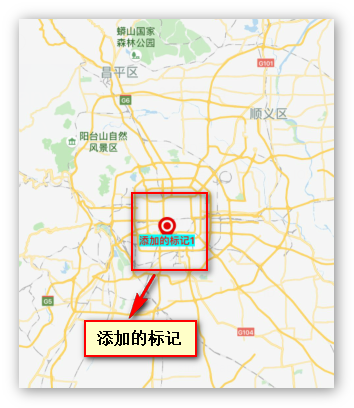 蟒山国家
森林公园
昌平区
G101
G6
顺义区
阳台山自然
风景区
添加的标记1
G5
G104
添加的标记